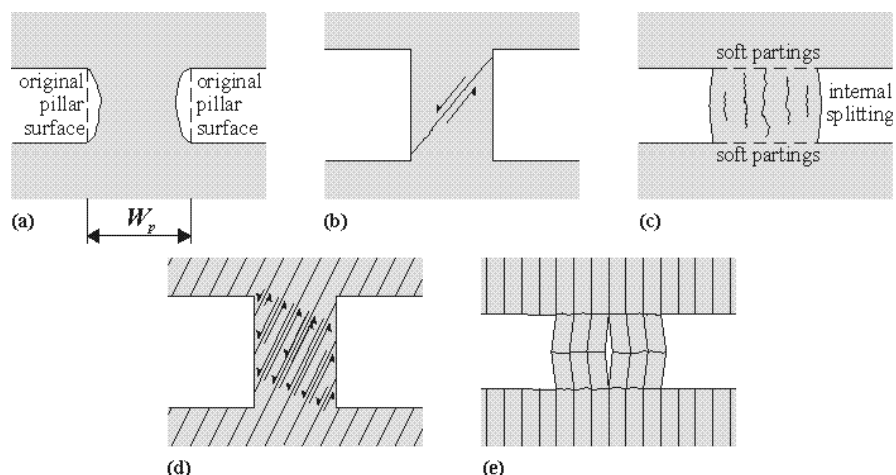 original
pillar
surface
original
pillar
surface
W_p
(a)
(b)
soft partings
internal
splitting
soft partings
(c)
(d)
(e)